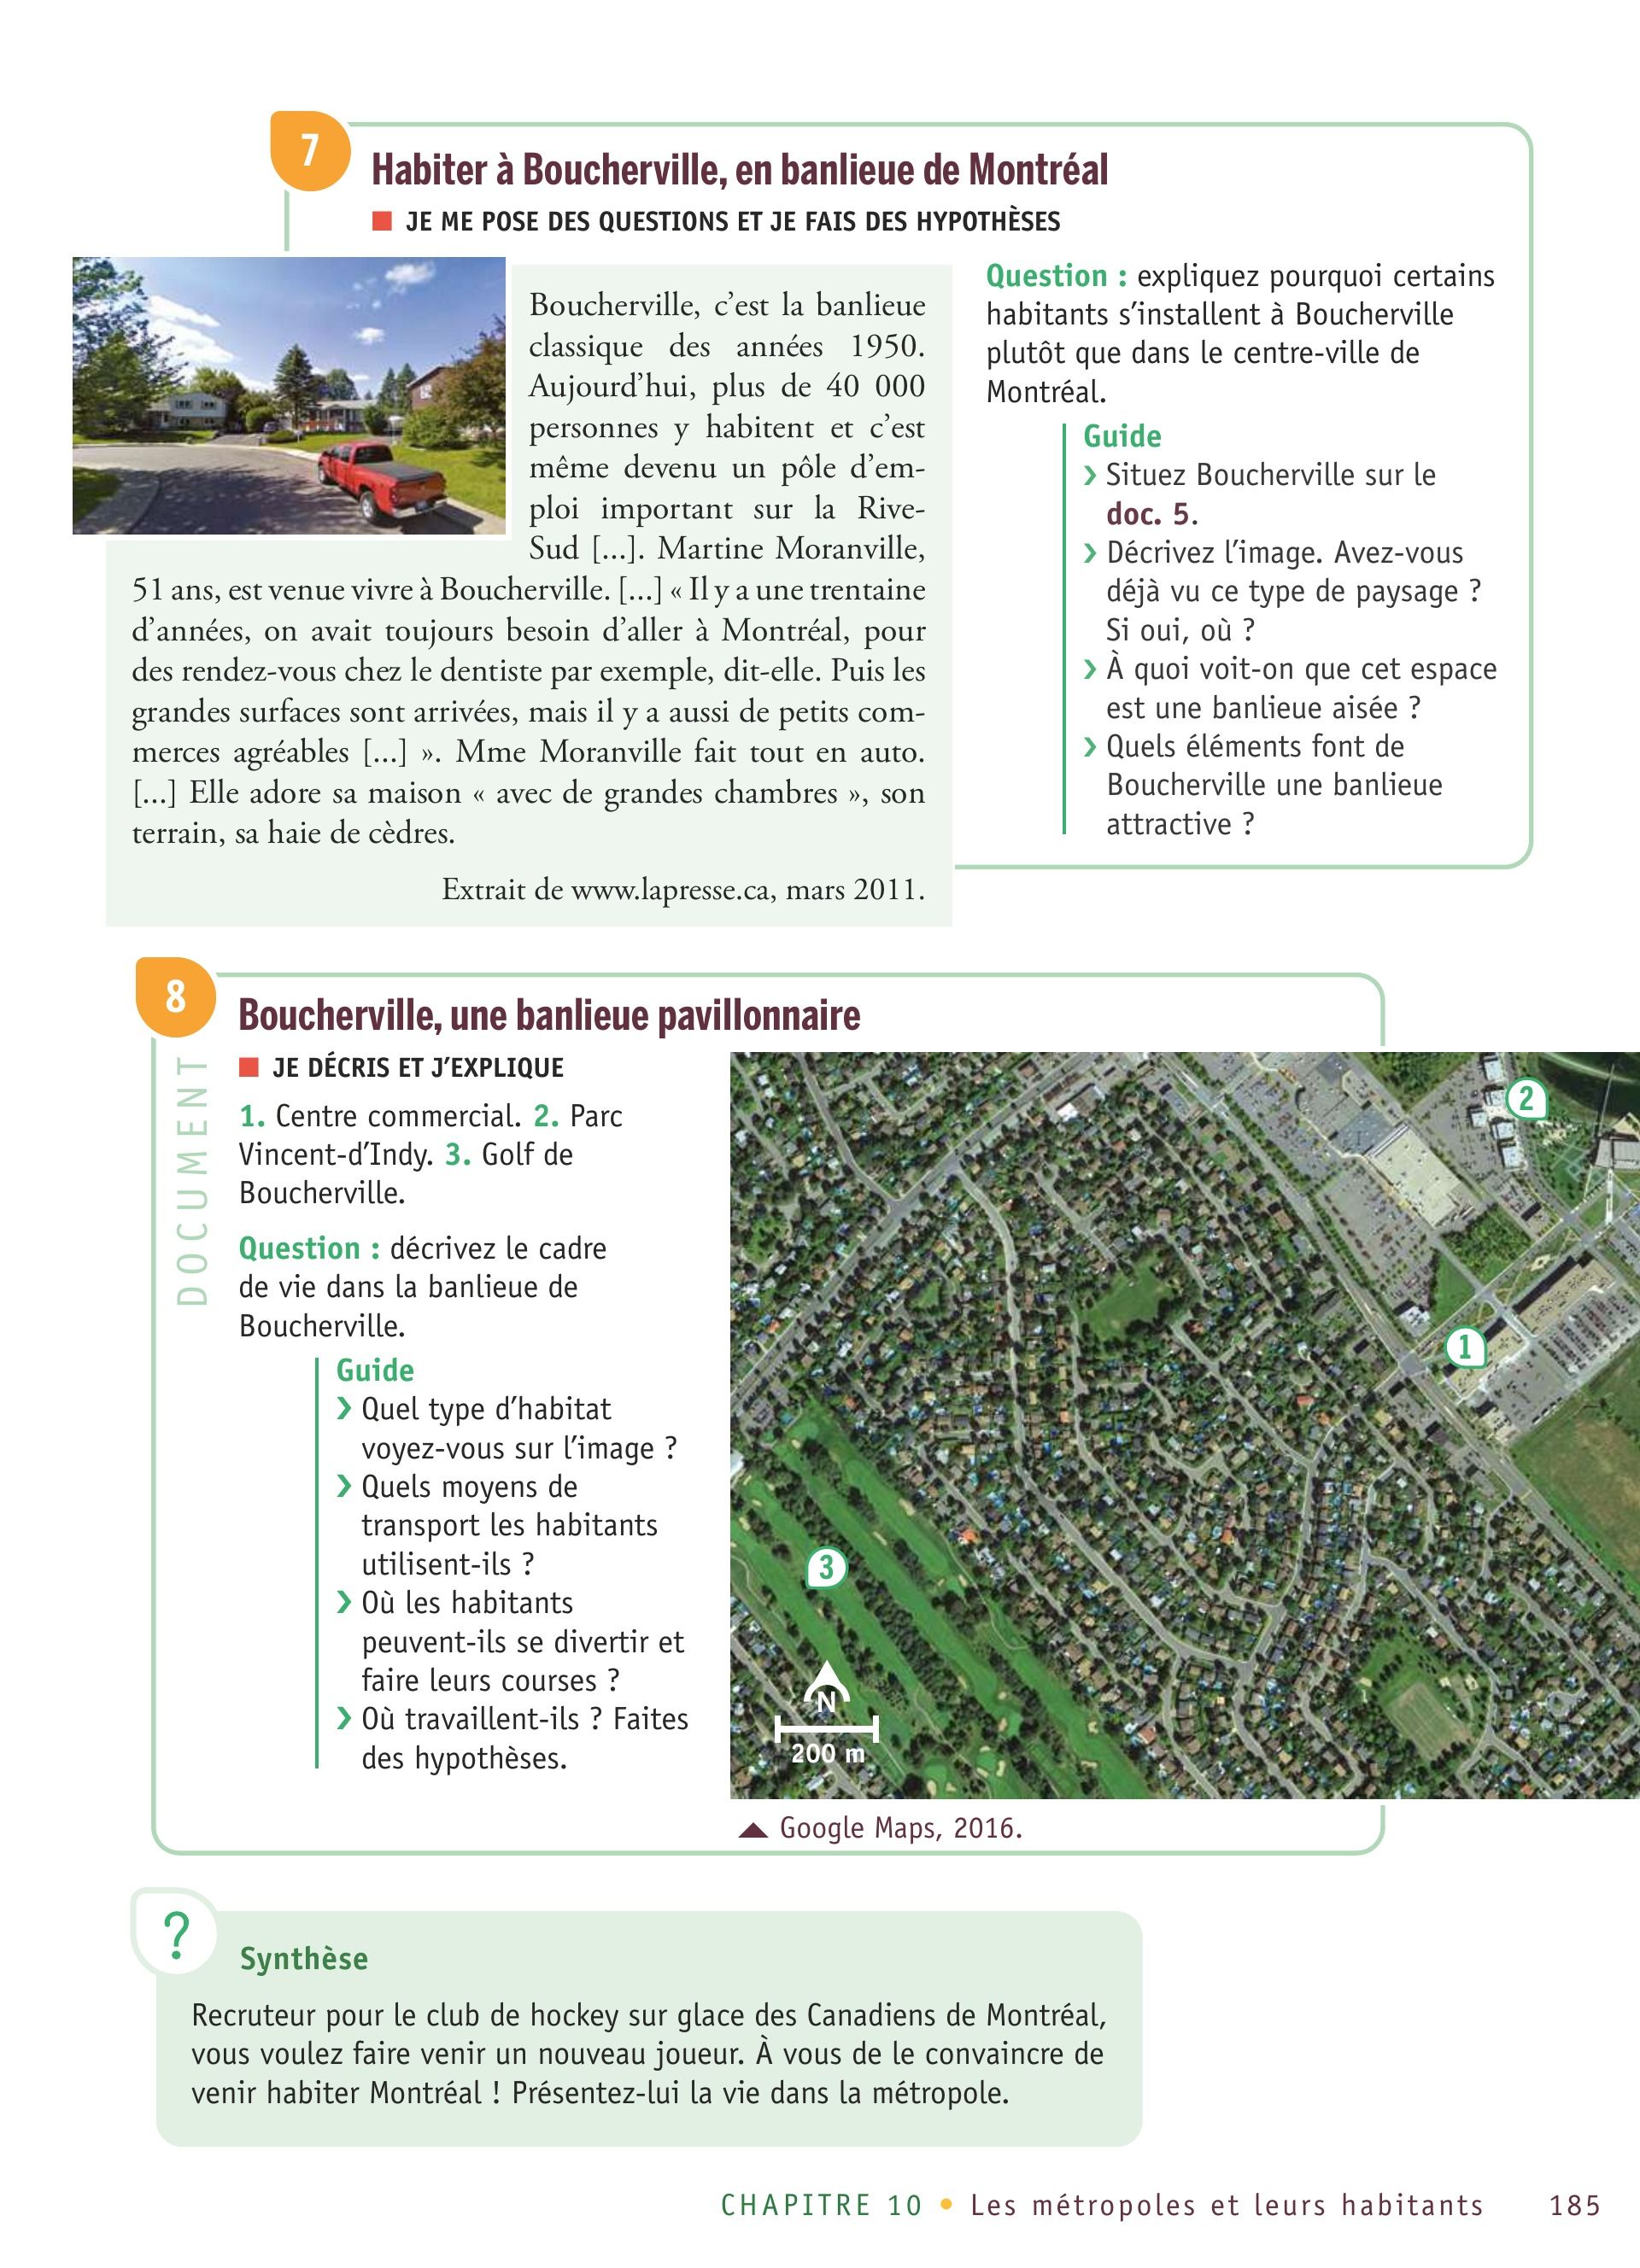 7
Habiter à Boucherville, en banlieue de Montréal
JE ME POSE DES QUESTIONS ET JE FAIS DES HYPOTHÈSES
Boucherville, c’est la banlieue
classique des années 1950.
Aujourd’hui, plus de 40 000
personnes y habitent et c’est
même devenu un pôle d’em-
ploi important sur la Rive-
Sud [...]. Martine Moranville,
51 ans, est venue vivre à Boucherville. [...] « Il y a une trentaine
d’années, on avait toujours besoin d’aller à Montréal, pour
des rendez-vous chez le dentiste par exemple, dit-elle. Puis les
grandes surfaces sont arrivées, mais il y a aussi de petits com-
merces agréables [...] ». Mme Moranville fait tout en auto.
[...] Elle adore sa maison « avec de grandes chambres », son
terrain, sa haie de cèdres.
Extrait de www.lapresse.ca, mars 2011.
Question : expliquez pourquoi certains
habitants s’installent à Boucherville
plutôt que dans le centre-ville de
Montréal.
Guide
› Situez Boucherville sur le
doc. 5.
› Décrivez l’image. Avez-vous
déjà vu ce type de paysage ?
Si oui, où ?
› À quoi voit-on que cet espace
est une banlieue aisée ?
› Quels éléments font de
Boucherville une banlieue
attractive ?
8
DOCUMENT
Boucherville, une banlieue pavillonnaire
JE DÉCRIS ET J’EXPLIQUE
1. Centre commercial. 2. Parc
Vincent-d’Indy. 3. Golf de
Boucherville.
Question : décrivez le cadre
de vie dans la banlieue de
Boucherville.
Guide
› Quel type d’habitat
voyez-vous sur l’image ?
› Quels moyens de
transport les habitants
utilisent-ils ?
› Où les habitants
peuvent-ils se divertir et
faire leurs courses ?
› Où travaillent-ils ? Faites
des hypothèses.
2
1
3
N
200 m
Google Maps, 2016.
?
Synthèse
Recruteur pour le club de hockey sur glace des Canadiens de Montréal,
vous voulez faire venir un nouveau joueur. À vous de le convaincre de
venir habiter Montréal ! Présentez-lui la vie dans la métropole.
CHAPITRE 10 • Les métropoles et leurs habitants 185